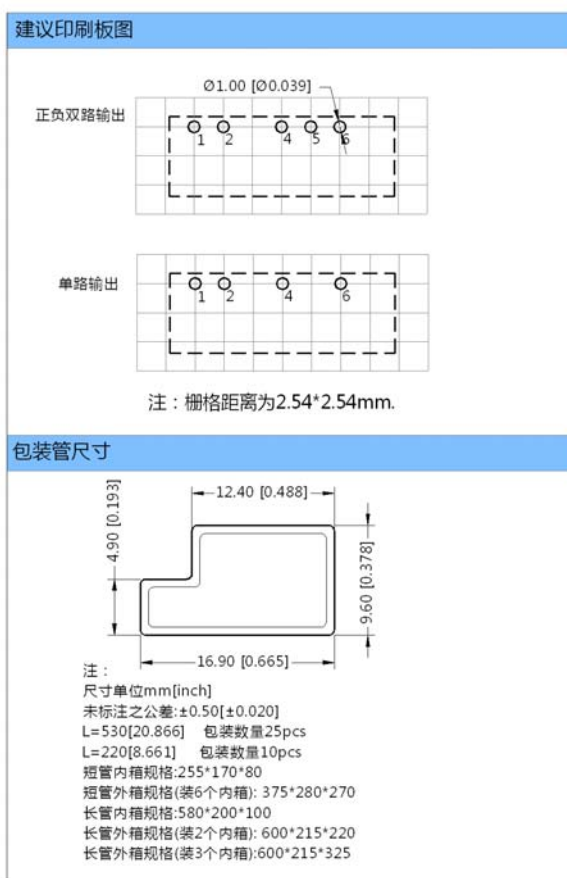 建议印刷板图
Ø1.00 [Ø0.039]
正负双路输出
1 2 4 5 6
单路输出
1 2 4 6
注：栅格距离为2.54*2.54mm.
包装管尺寸
12.40 [0.488]
4.90 [0.193]
9.60 [0.378]
16.90 [0.665]
注：
尺寸单位mm[inch]
未标注之公差:±0.50[±0.020]
L=530[20.866] 包装数量25pcs
L=220[8.661] 包装数量10pcs
短管内箱规格:255*170*80
短管外箱规格(装6个内箱): 375*280*270
长管内箱规格:580*200*100
长管外箱规格(装2个内箱): 600*215*220
长管外箱规格(装3个内箱):600*215*325